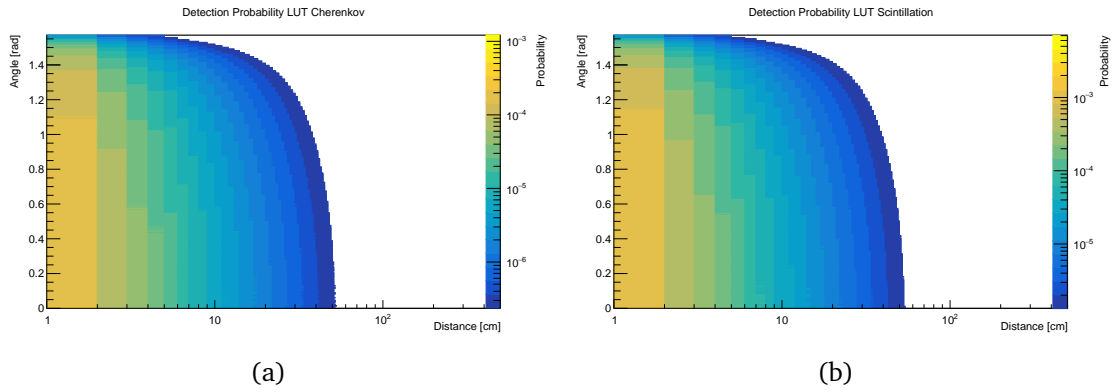 Detection Probability LUT Cherenkov
Angle [rad]
1.4
1.2
1
0.8
0.6
0.4
0.2
0
1
10
10²
Distance [cm]
Probability
10⁻³
10⁻⁴
10⁻⁵
10⁻⁶
(a)
Detection Probability LUT Scintillation
Angle [rad]
1.4
1.2
1
0.8
0.6
0.4
0.2
0
1
10
10²
Distance [cm]
Probability
10⁻³
10⁻⁴
10⁻⁵
(b)